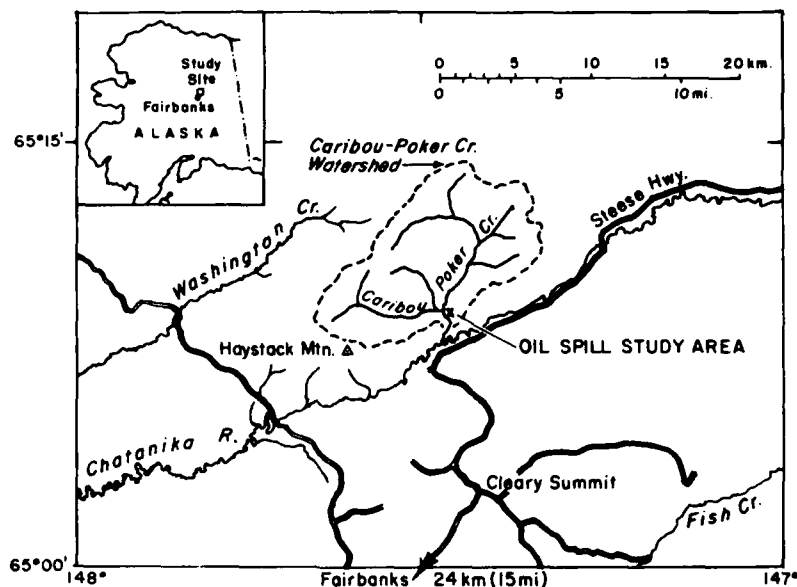 Study
Site
Fairbanks
ALASKA
0 5 10 15 20 km.
0 5 10 mi.
65°15'
Caribou-Poker Cr.
Watershed
Steese Hwy.
Washington Cr.
Poker Cr.
Caribou
Haystack Mtn.
OIL SPILL STUDY AREA
Chatanika R.
Cleary Summit
Fish Cr.
65°00'
148°
Fairbanks 24 km (15mi)
147°